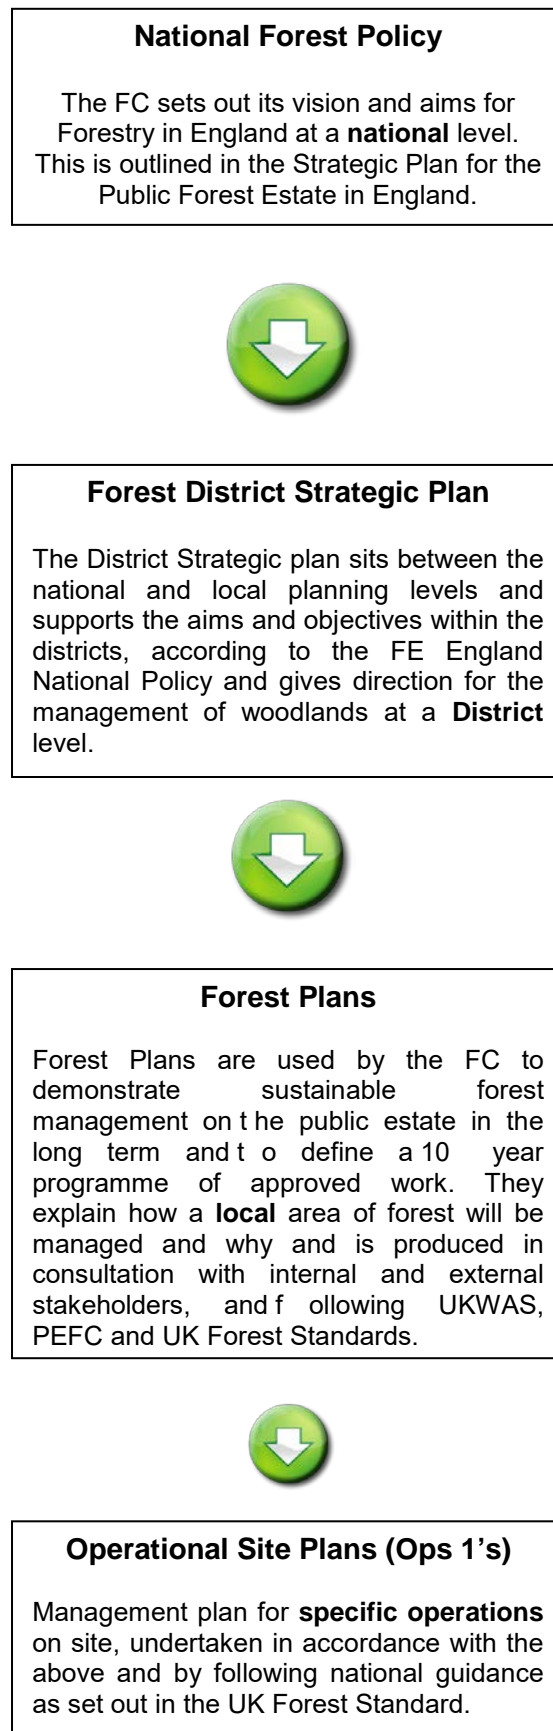 National Forest Policy
The FC sets out its vision and aims for
Forestry in England at a national level.
This is outlined in the Strategic Plan for the
Public Forest Estate in England.
Forest District Strategic Plan
The District Strategic plan sits between the
national and local planning levels and
supports the aims and objectives within the
districts, according to the FE England
National Policy and gives direction for the
management of woodlands at a District
level.
Forest Plans
Forest Plans are used by the FC to
demonstrate sustainable forest
management on t he public estate in the
long term and t o define a 10 year
programme of approved work. They
explain how a local area of forest will be
managed and why and is produced in
consultation with internal and external
stakeholders, and f ollowing UKWAS,
PEFC and UK Forest Standards.
Operational Site Plans (Ops 1’s)
Management plan for specific operations
on site, undertaken in accordance with the
above and by following national guidance
as set out in the UK Forest Standard.